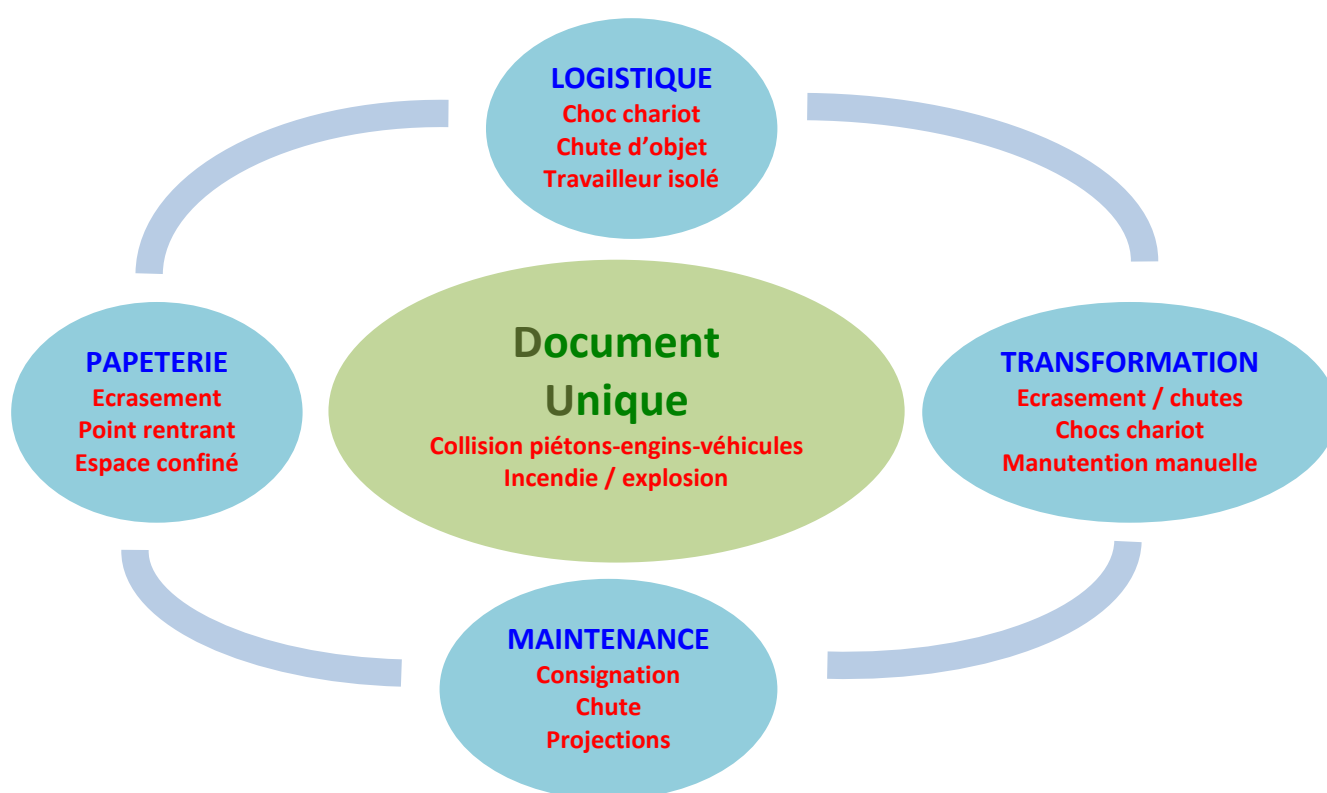 LOGISTIQUE
Choc chariot
Chute d’objet
Travailleur isolé
PAPETERIE
Ecrasement
Point rentrant
Espace confiné
Document
Unique
Collision piétons-engins-véhicules
Incendie / explosion
TRANSFORMATION
Ecrasement / chutes
Chocs chariot
Manutention manuelle
MAINTENANCE
Consignation
Chute
Projections